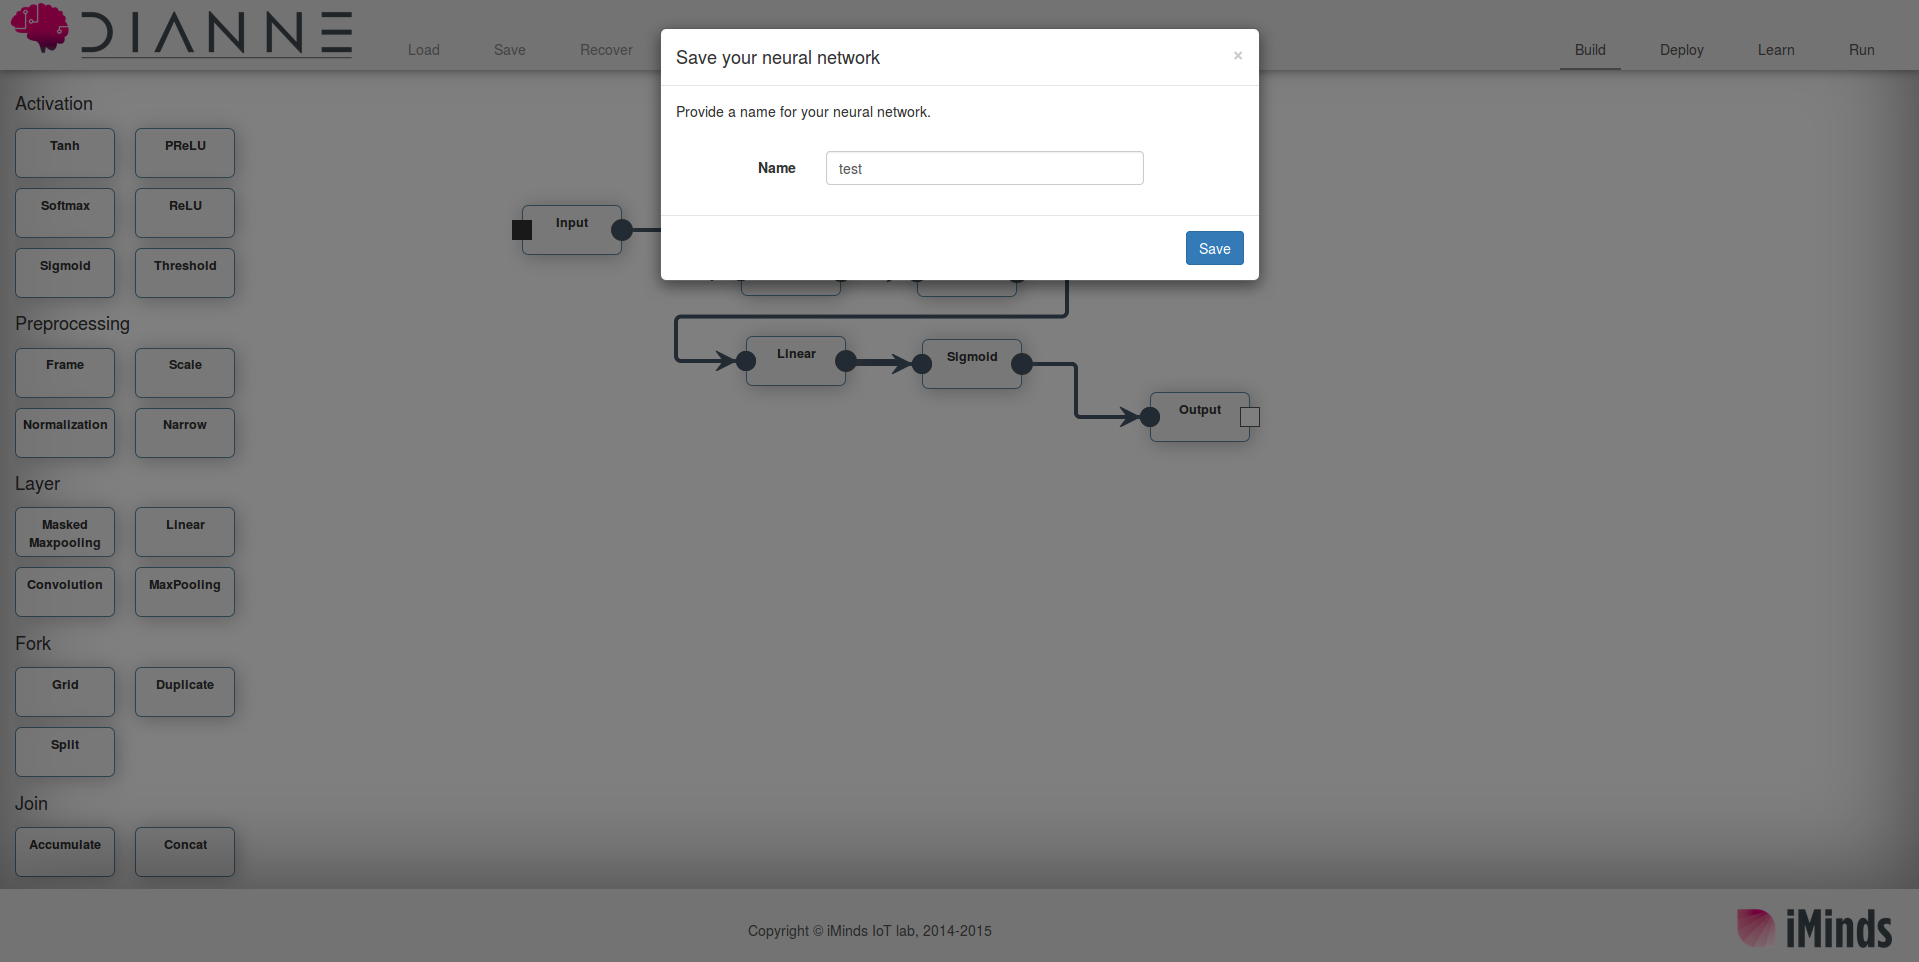 DIANNE
Load Save Recover
Build Deploy Learn Run
Save your neural network ×
Provide a name for your neural network.
Name test
Save
Activation
Tanh PReLU
Softmax ReLU
Sigmoid Threshold
Preprocessing
Frame Scale
Normalization Narrow
Layer
Masked
Maxpooling
Linear
Convolution MaxPooling
Fork
Grid Duplicate
Split
Join
Accumulate Concat
Input
Linear Sigmoid
Output
Copyright © iMinds IoT lab, 2014-2015
iMinds